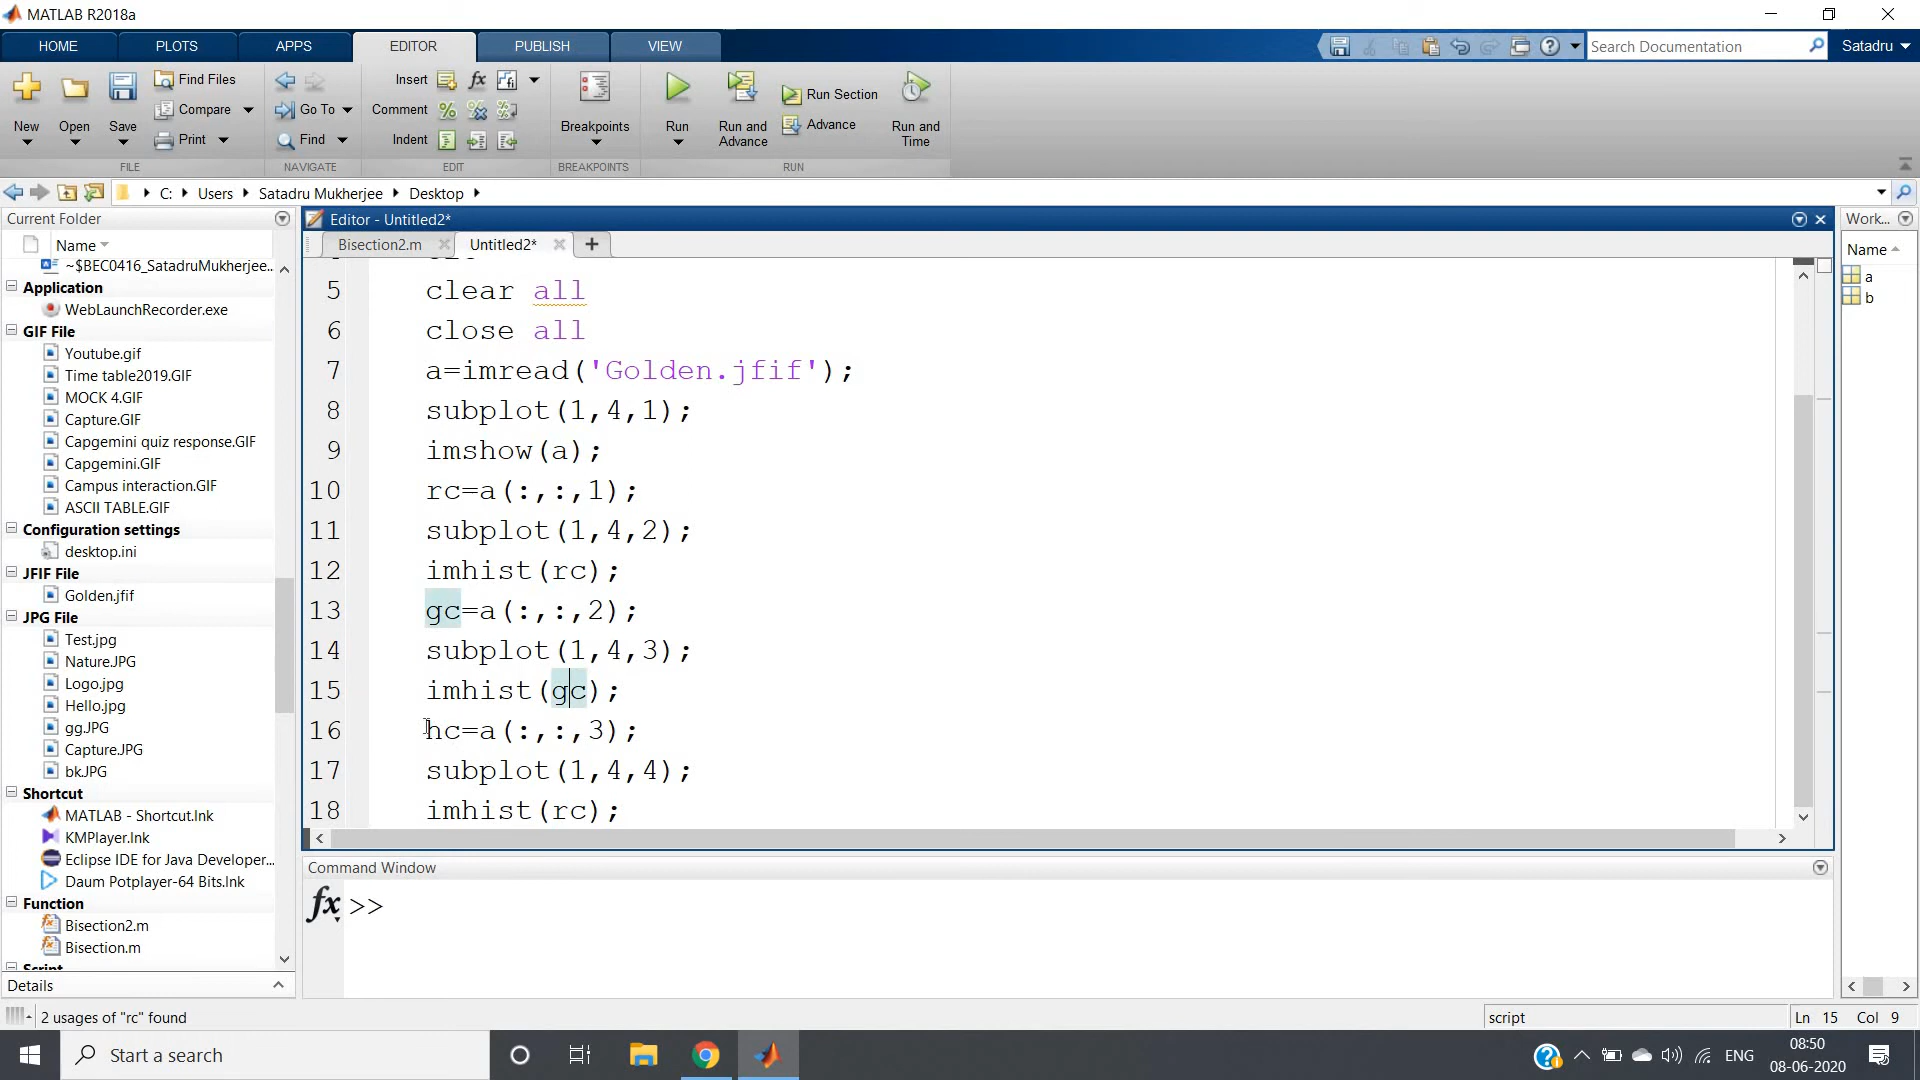 MATLAB R2018a
HOME
PLOTS
APPS
EDITOR
PUBLISH
VIEW
Search Documentation
Satadru
New
Open
Save
Find Files
Compare
Print
FILE
Go To
Find
NAVIGATE
Insert
fx
Comment
Indent
EDIT
Breakpoints
BREAKPOINTS
Run
Run and
Advance
Run Section
Advance
Run and
Time
RUN
C:
Users
Satadru Mukherjee
Desktop
Current Folder
Name
~$BEC0416_SatadruMukherjee...
Application
WebLaunchRecorder.exe
GIF File
Youtube.gif
Time table2019.GIF
MOCK 4.GIF
Capture.GIF
Capgemini quiz response.GIF
Capgemini.GIF
Campus interaction.GIF
ASCII TABLE.GIF
Configuration settings
desktop.ini
JFIF File
Golden.jfif
JPG File
Test.jpg
Nature.JPG
Logo.jpg
Hello.jpg
gg.JPG
Capture.JPG
bk.JPG
Shortcut
MATLAB - Shortcut.lnk
KMPlayer.lnk
Eclipse IDE for Java Developer...
Daum Potplayer-64 Bits.lnk
Function
Bisection2.m
Bisection.m
Script
Details
Editor - Untitled2*
Bisection2.m
Untitled2*
5 clear all
6 close all
7 a=imread('Golden.jfif');
8 subplot(1,4,1);
9 imshow(a);
10 rc=a(:,:,1);
11 subplot(1,4,2);
12 imhist(rc);
13 gc=a(:,:,2);
14 subplot(1,4,3);
15 imhist(gc);
16 hc=a(:,:,3);
17 subplot(1,4,4);
18 imhist(rc);
Command Window
fx >>
Work...
Name
a
b
2 usages of "rc" found
script
Ln 15 Col 9
Start a search
ENG
08:50
08-06-2020